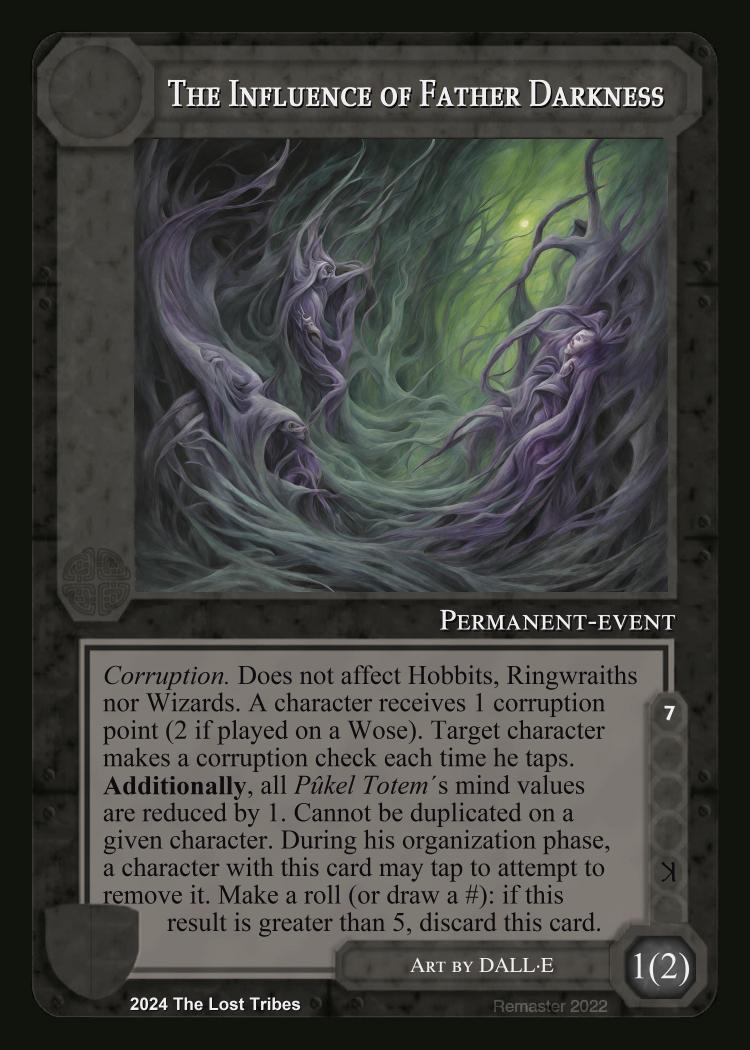 The Influence of Father Darkness
Permanent-event
Corruption. Does not affect Hobbits, Ringwraiths
nor Wizards. A character receives 1 corruption
point (2 if played on a Wose). Target character
makes a corruption check each time he taps.
Additionally, all Pûkel Totem´s mind values
are reduced by 1. Cannot be duplicated on a
given character. During his organization phase,
a character with this card may tap to attempt to
remove it. Make a roll (or draw a #): if this
result is greater than 5, discard this card.
7
Art by DALL·E
1(2)
2024 The Lost Tribes
Remaster 2022